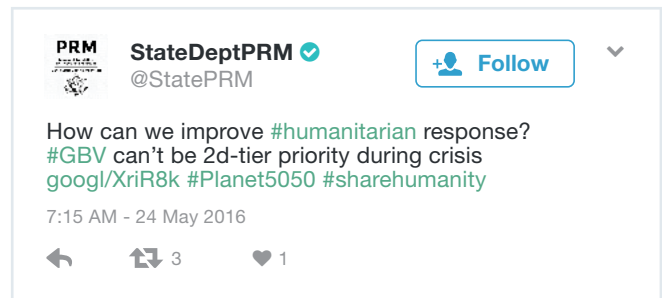 PRM
StateDeptPRM
@StatePRM
Follow
How can we improve #humanitarian response?
#GBV can’t be 2d-tier priority during crisis
googl/XriR8k #Planet5050 #sharehumanity
7:15 AM - 24 May 2016
3
1